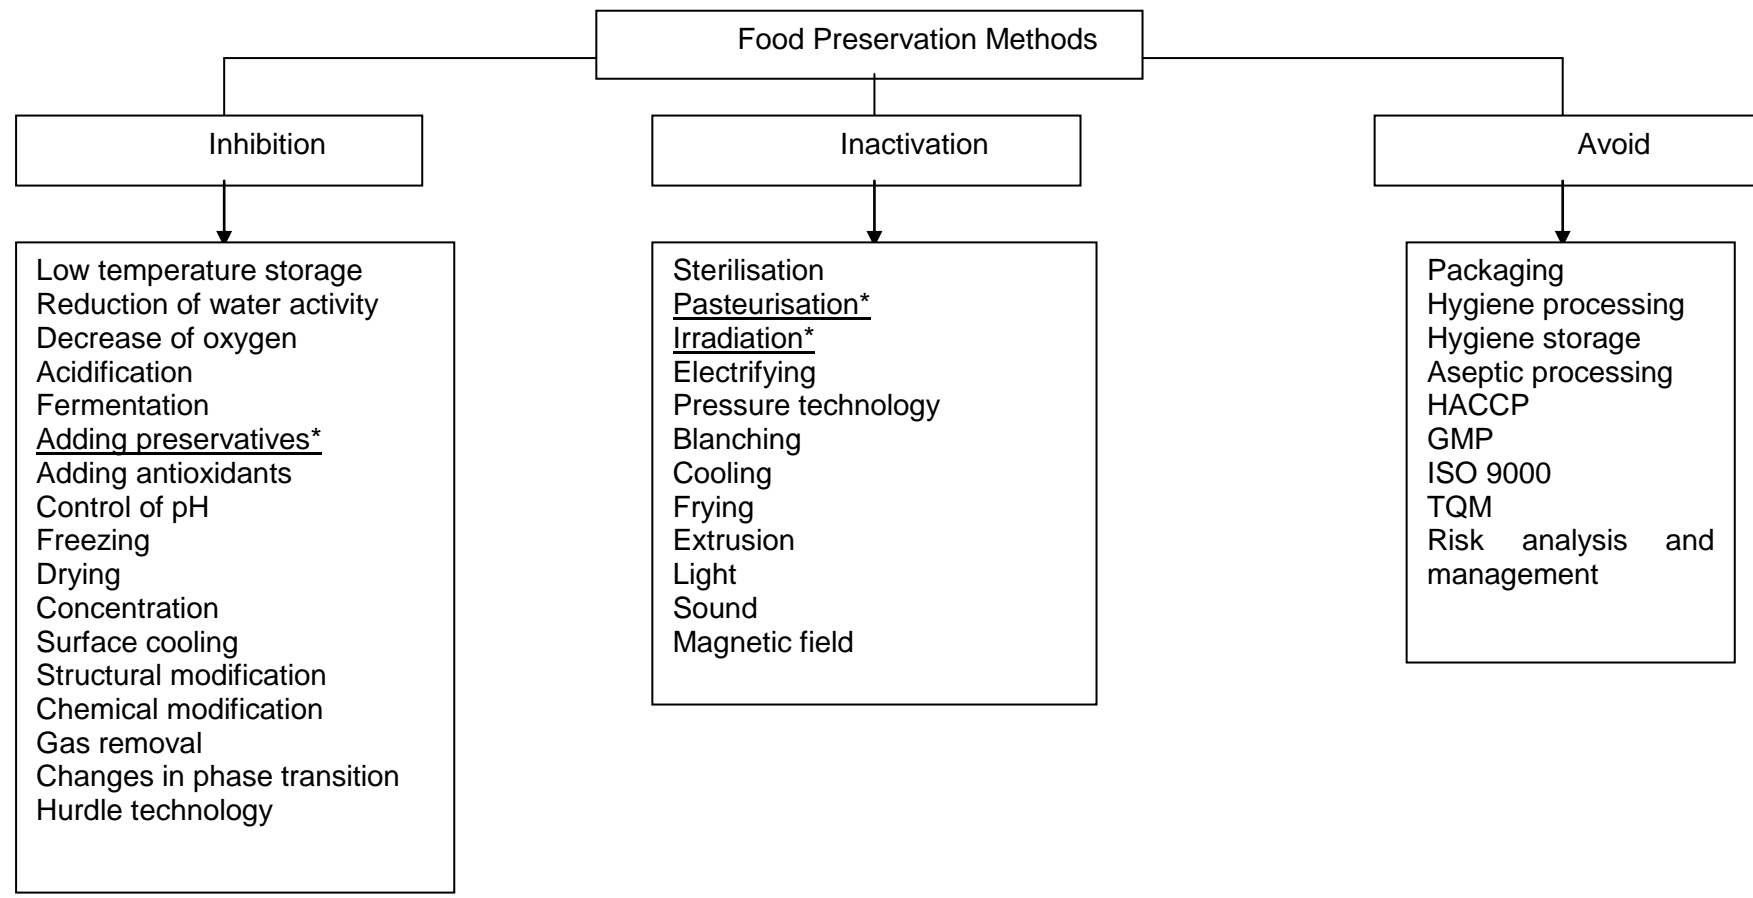 Food Preservation Methods
Inhibition
Inactivation
Avoid
Low temperature storage
Reduction of water activity
Decrease of oxygen
Acidification
Fermentation
Adding preservatives*
Adding antioxidants
Control of pH
Freezing
Drying
Concentration
Surface cooling
Structural modification
Chemical modification
Gas removal
Changes in phase transition
Hurdle technology
Sterilisation
Pasteurisation*
Irradiation*
Electrifying
Pressure technology
Blanching
Cooling
Frying
Extrusion
Light
Sound
Magnetic field
Packaging
Hygiene processing
Hygiene storage
Aseptic processing
HACCP
GMP
ISO 9000
TQM
Risk analysis and
management